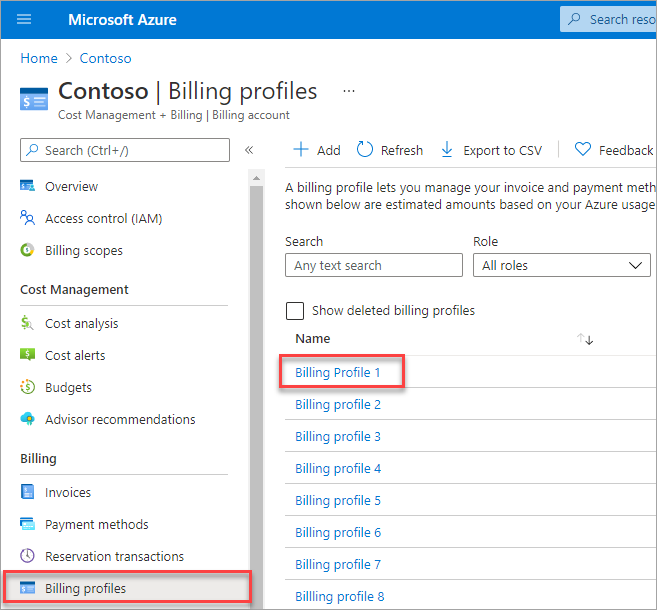 Microsoft Azure
Search reso
Home > Contoso
Contoso | Billing profiles ...
Cost Management + Billing | Billing account
Search (Ctrl+/)
«
Overview
Access control (IAM)
Billing scopes
Cost Management
Cost analysis
Cost alerts
Budgets
Advisor recommendations
Billing
Invoices
Payment methods
Reservation transactions
Billing profiles
+ Add
Refresh
Export to CSV
Feedback
A billing profile lets you manage your invoice and payment meth
shown below are estimated amounts based on your Azure usage
Search
Role
Any text search
All roles
Show deleted billing profiles
Name
Billing Profile 1
Billing profile 2
Billing profile 3
Billing profile 4
Billing profile 5
Billing profile 6
Billing profile 7
Billling profile 8